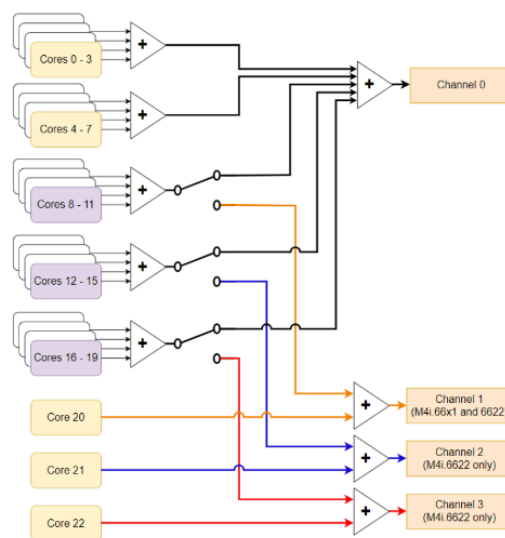 Cores 0 - 3
+
+
Channel 0
Cores 4 - 7
+
Cores 8 - 11
+
Cores 12 - 15
+
Cores 16 - 19
+
Core 20
+
Channel 1
(M4i.66x1 and 6622)
Core 21
+
Channel 2
(M4i.6622 only)
Core 22
+
Channel 3
(M4i.6622 only)